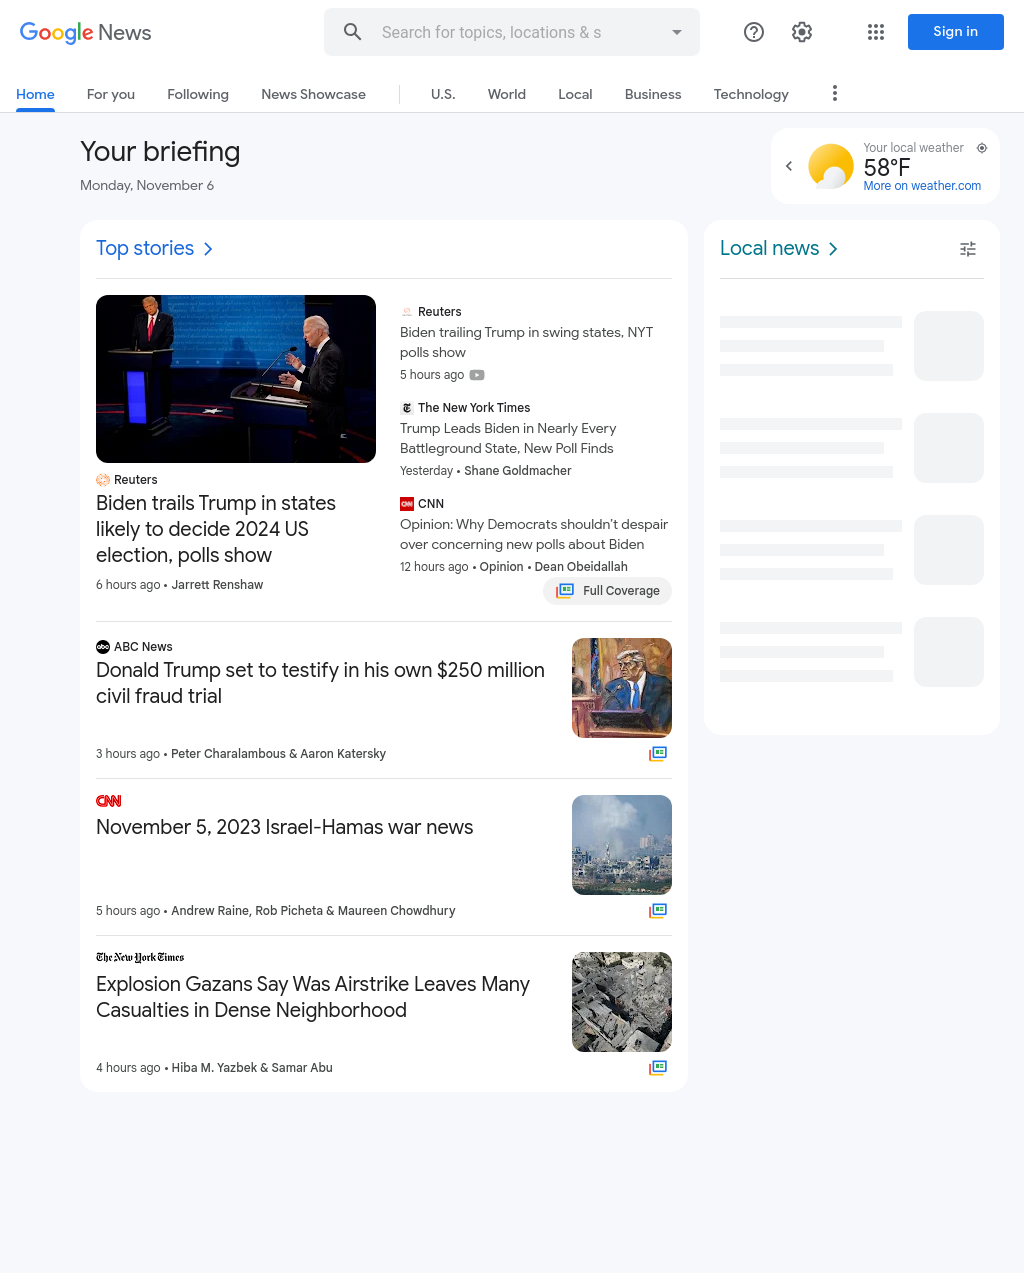 Google News
Search for topics, locations & s
Sign in
Home
For you
Following
News Showcase
U.S.
World
Local
Business
Technology
Your briefing
Monday, November 6
Your local weather
58°F
More on weather.com
Top stories
Reuters
Biden trails Trump in states
likely to decide 2024 US
election, polls show
6 hours ago • Jarrett Renshaw
Reuters
Biden trailing Trump in swing states, NYT
polls show
5 hours ago
The New York Times
Trump Leads Biden in Nearly Every
Battleground State, New Poll Finds
Yesterday • Shane Goldmacher
CNN
CNN
Opinion: Why Democrats shouldn't despair
over concerning new polls about Biden
12 hours ago • Opinion • Dean Obeidallah
Full Coverage
abc
ABC News
Donald Trump set to testify in his own $250 million
civil fraud trial
3 hours ago • Peter Charalambous & Aaron Katersky
CNN
November 5, 2023 Israel-Hamas war news
5 hours ago • Andrew Raine, Rob Picheta & Maureen Chowdhury
The New York Times
Explosion Gazans Say Was Airstrike Leaves Many
Casualties in Dense Neighborhood
4 hours ago • Hiba M. Yazbek & Samar Abu
Local news